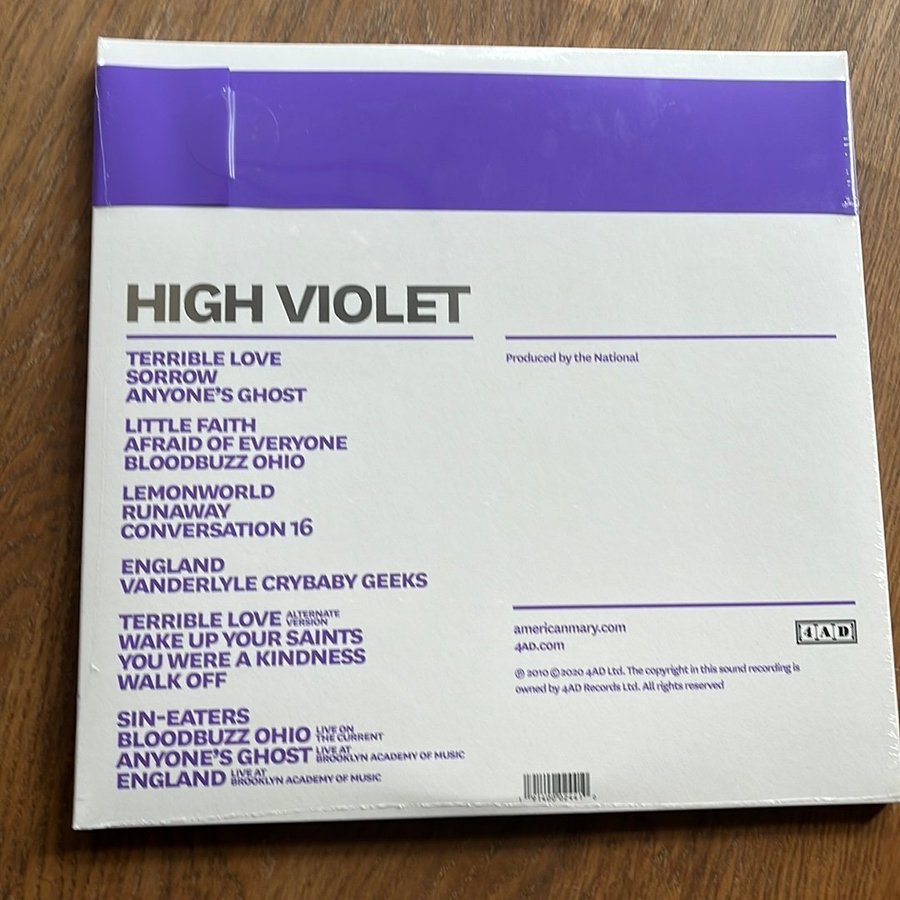 HIGH VIOLET
TERRIBLE LOVE
SORROW
ANYONE'S GHOST
LITTLE FAITH
AFRAID OF EVERYONE
BLOODBUZZ OHIO
LEMONWORLD
RUNAWAY
CONVERSATION 16
ENGLAND
VANDERLYLE CRYBABY GEEKS
TERRIBLE LOVE ALTERNATE VERSION
WAKE UP YOUR SAINTS
YOU WERE A KINDNESS
WALK OFF
SIN-EATERS
BLOODBUZZ OHIO LIVE ON THE CURRENT
ANYONE'S GHOST LIVE AT BROOKLYN ACADEMY OF MUSIC
ENGLAND LIVE AT BROOKLYN ACADEMY OF MUSIC
Produced by the National
americanmary.com
4AD.com
4AD
℗ 2010 © 2020 4AD Ltd. The copyright in this sound recording is
owned by 4AD Records Ltd. All rights reserved